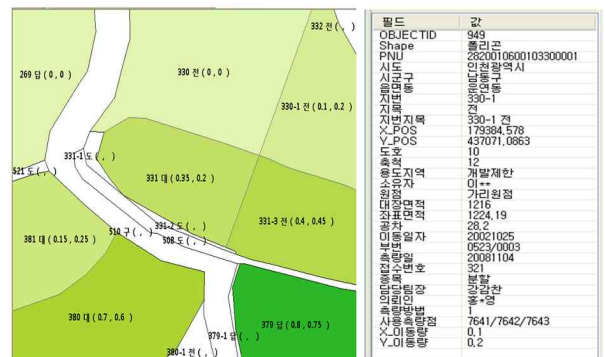 332 전 ( , )
269 답 ( 0 , 0 )
330 전 ( 0 , 0 )
330-1 전 ( 0.1 , 0.2 )
331-1 도 ( , )
521 도 ( , )
331 대 ( 0.35 , 0.2 )
331-3 전 ( 0.4 , 0.45 )
331-2 도 ( , )
510 구 ( , )
508 도 ( , )
381 대 ( 0.15 , 0.25 )
380 대 ( 0.7 , 0.6 )
379 답 ( 0.8 , 0.75 )
379-1 답 ( , )
380-1 전 ( , )
필드 값
OBJECTID 949
Shape 폴리곤
PNU 2820010600103300001
시도 인천광역시
시군구 남동구
읍면동 운연동
지번 330-1
지목 전
지번지목 330-1 전
X_POS 179384,578
Y_POS 437071,0863
도호 10
축척 12
용도지역 개발제한
소유자 이**
원점 가리원점
대장면적 1216
좌표면적 1224,19
공차 28,2
이동일자 20021025
부번 0523/0003
측량일 20081104
접수번호 321
종목 분할
담당팀장 강감찬
의뢰인 홍*영
측량방법 1
사용측량점 7641/7642/7643
X_이동량 0,1
Y_이동량 0,2